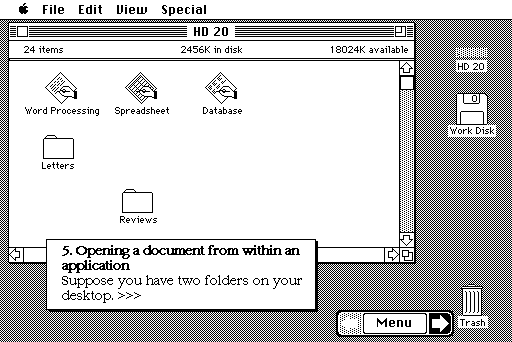 File Edit View Special
HD 20
24 items 2456K in disk 18024K available
Word Processing Spreadsheet Database
Letters
Reviews
HD 20
Work Disk
5. Opening a document from within an
application
Suppose you have two folders on your
desktop. >>>
Menu
Trash